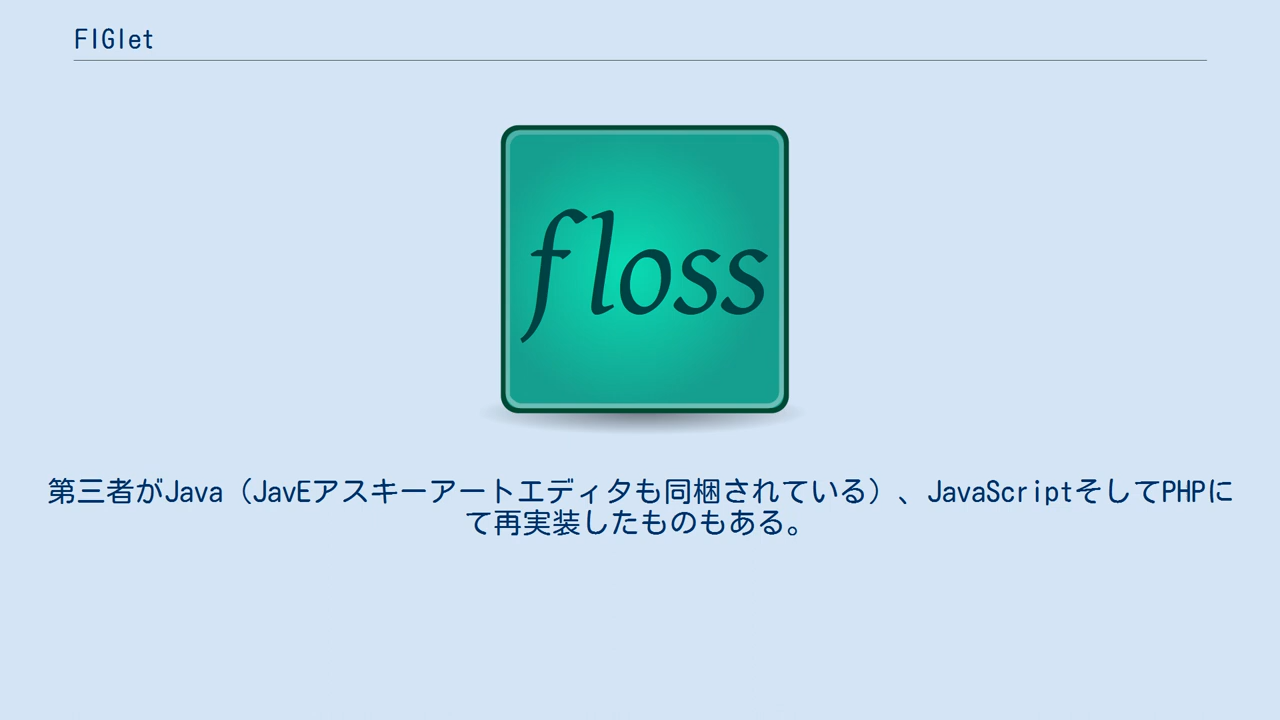 FIGlet
floss
第三者がJava（JavEアスキーアートエディタも同梱されている）、JavaScriptそしてPHPに
て再実装したものもある。